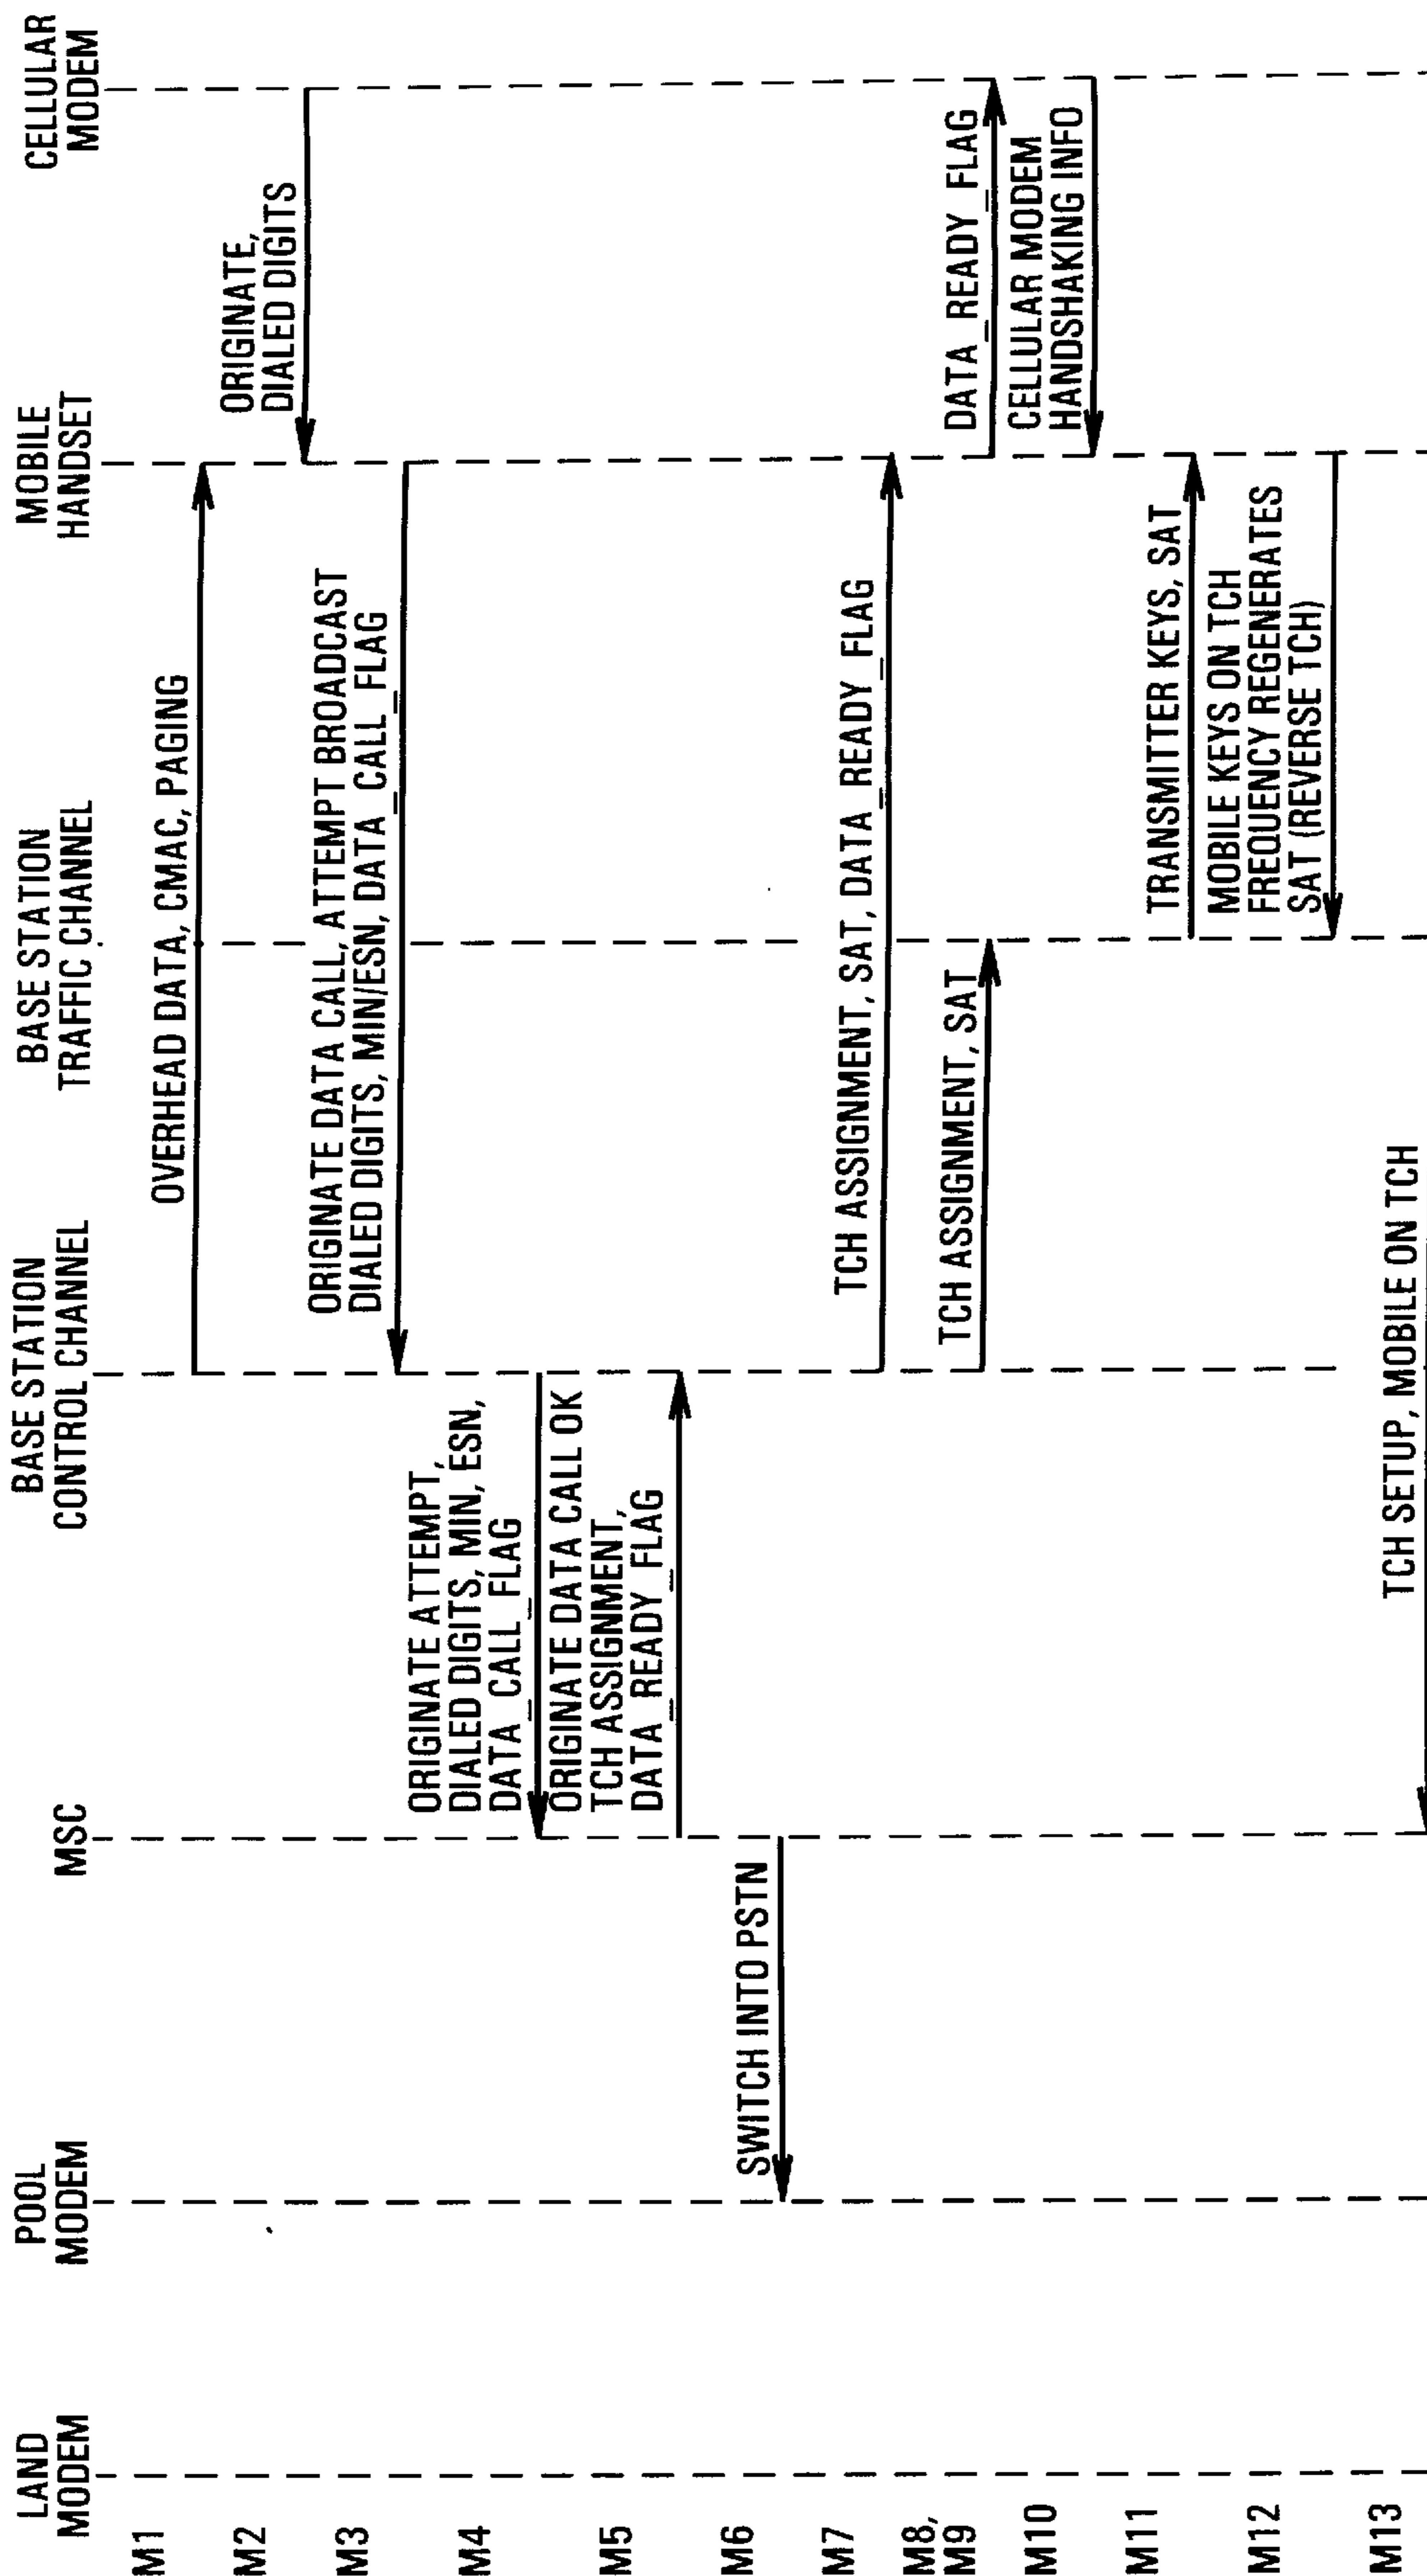 LAND
MODEM
POOL
MODEM
MSC
BASE STATION
CONTROL CHANNEL
BASE STATION
TRAFFIC CHANNEL
MOBILE
HANDSET
CELLULAR
MODEM
M1
OVERHEAD DATA, CMAC, PAGING
M2
ORIGINATE,
DIALED DIGITS
M3
ORIGINATE DATA CALL, ATTEMPT BROADCAST
DIALED DIGITS, MIN/ESN, DATA_CALL_FLAG
M4
ORIGINATE ATTEMPT,
DIALED DIGITS, MIN, ESN,
DATA_CALL_FLAG
M5
ORIGINATE DATA CALL OK
TCH ASSIGNMENT,
DATA_READY_FLAG
M6
SWITCH INTO PSTN
M7
TCH ASSIGNMENT, SAT, DATA_READY_FLAG
M8,
M9
TCH ASSIGNMENT, SAT
DATA_READY_FLAG
M10
CELLULAR MODEM
HANDSHAKING INFO
M11
TRANSMITTER KEYS, SAT
M12
MOBILE KEYS ON TCH
FREQUENCY REGENERATES
SAT (REVERSE TCH)
M13
TCH SETUP, MOBILE ON TCH